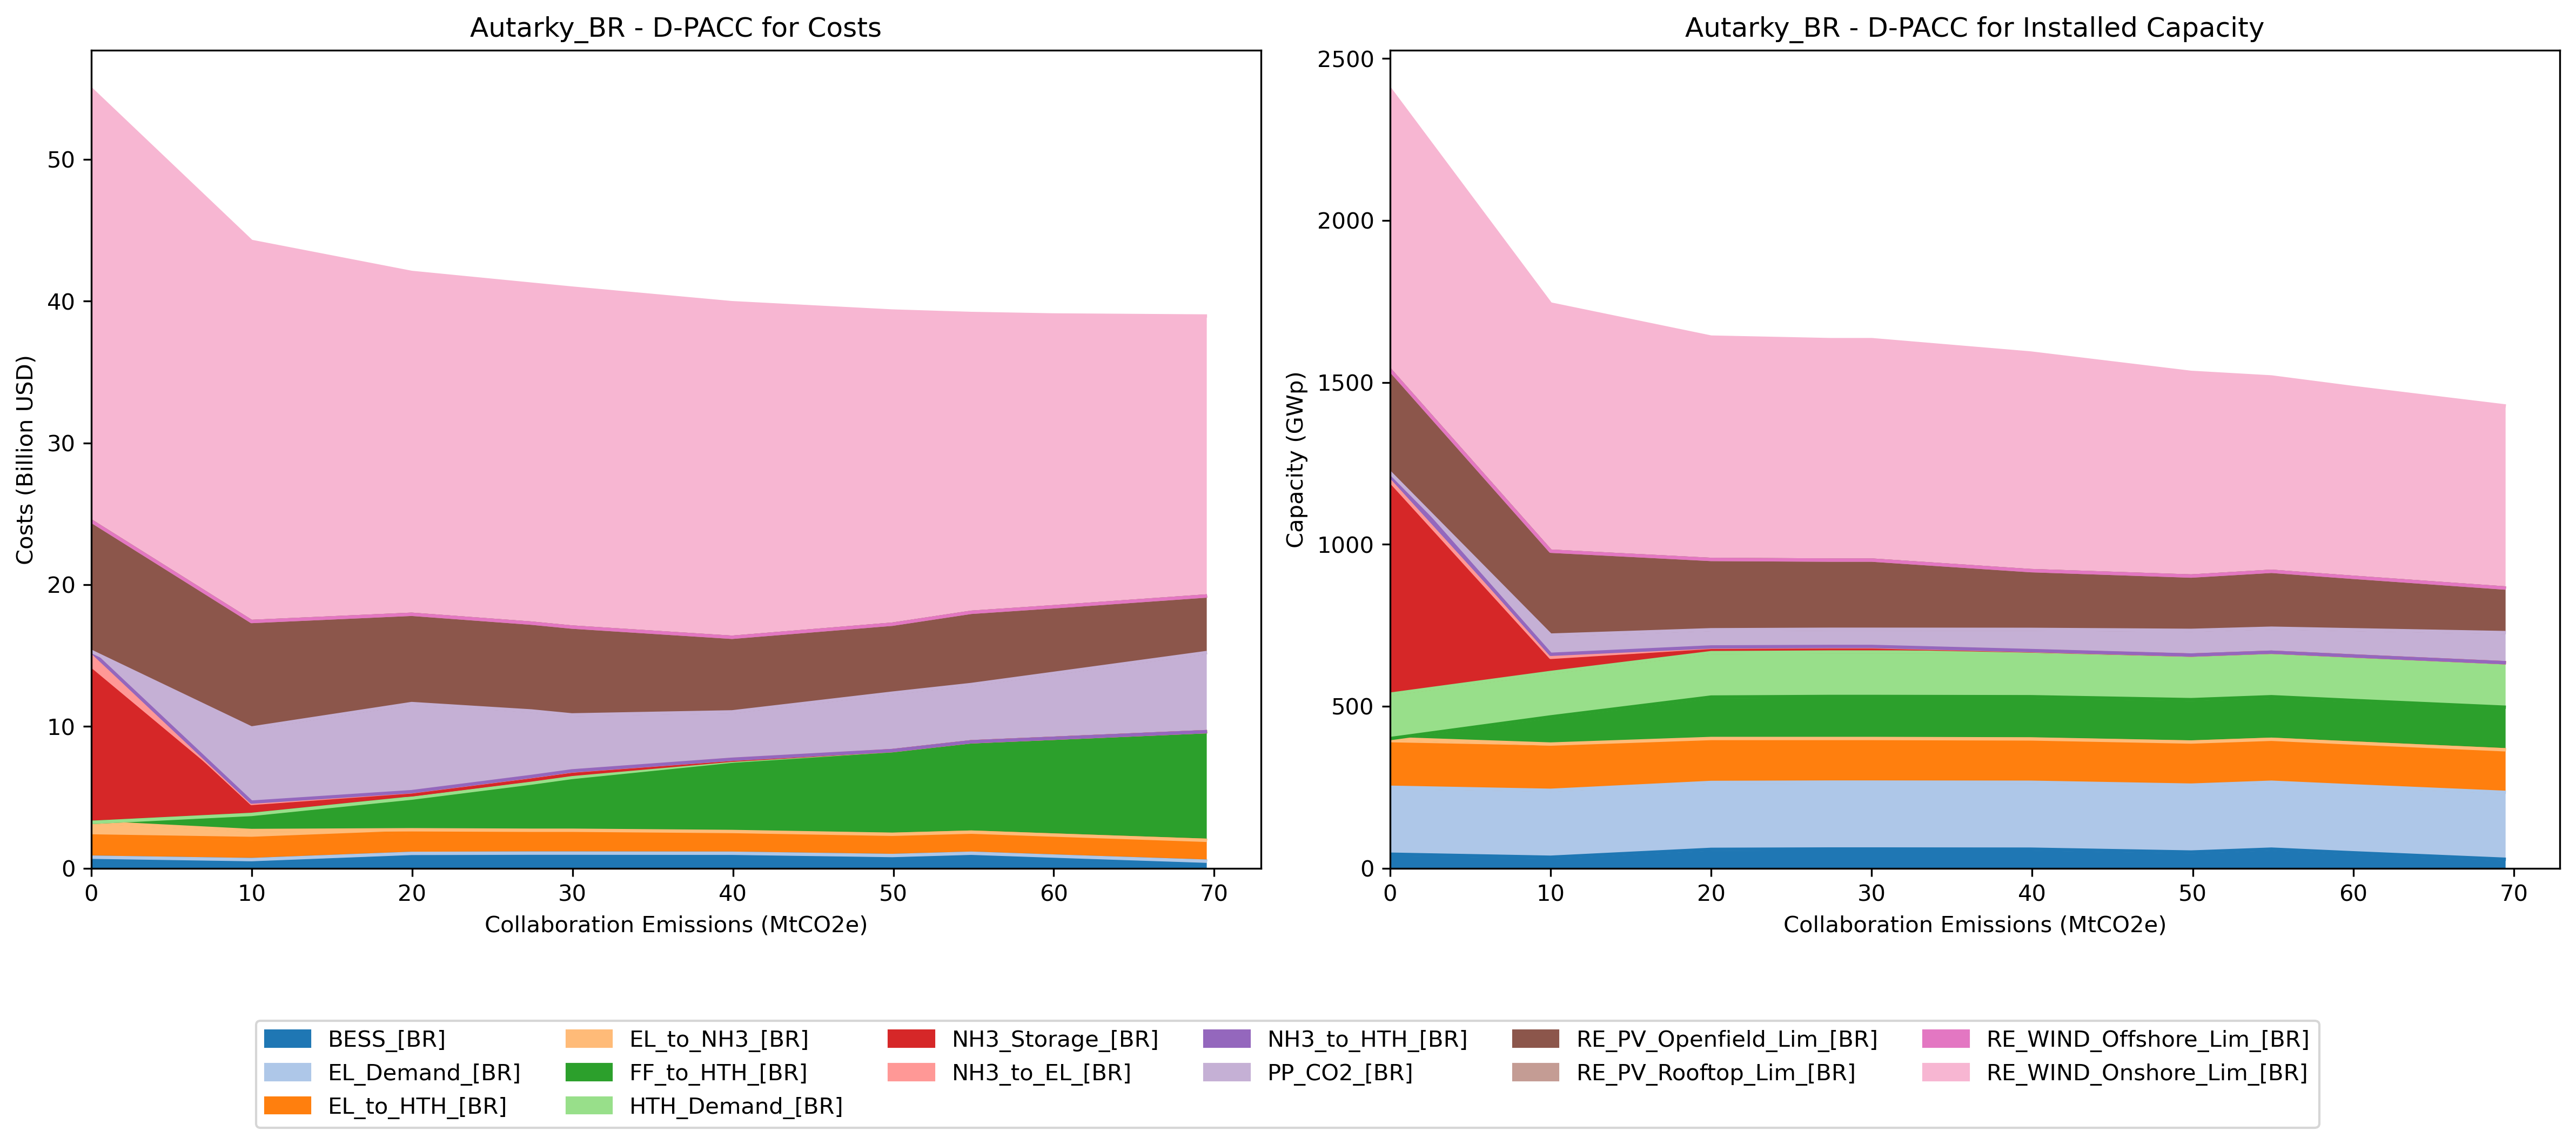 Autarky_BR - D-PACC for Costs
Costs (Billion USD)
50
40
30
20
10
0
0 10 20 30 40 50 60 70
Collaboration Emissions (MtCO2e)
Autarky_BR - D-PACC for Installed Capacity
Capacity (GWp)
2500
2000
1500
1000
500
0
0 10 20 30 40 50 60 70
Collaboration Emissions (MtCO2e)
BESS_[BR]
EL_Demand_[BR]
EL_to_HTH_[BR]
EL_to_NH3_[BR]
FF_to_HTH_[BR]
HTH_Demand_[BR]
NH3_Storage_[BR]
NH3_to_EL_[BR]
NH3_to_HTH_[BR]
PP_CO2_[BR]
RE_PV_Openfield_Lim_[BR]
RE_PV_Rooftop_Lim_[BR]
RE_WIND_Offshore_Lim_[BR]
RE_WIND_Onshore_Lim_[BR]